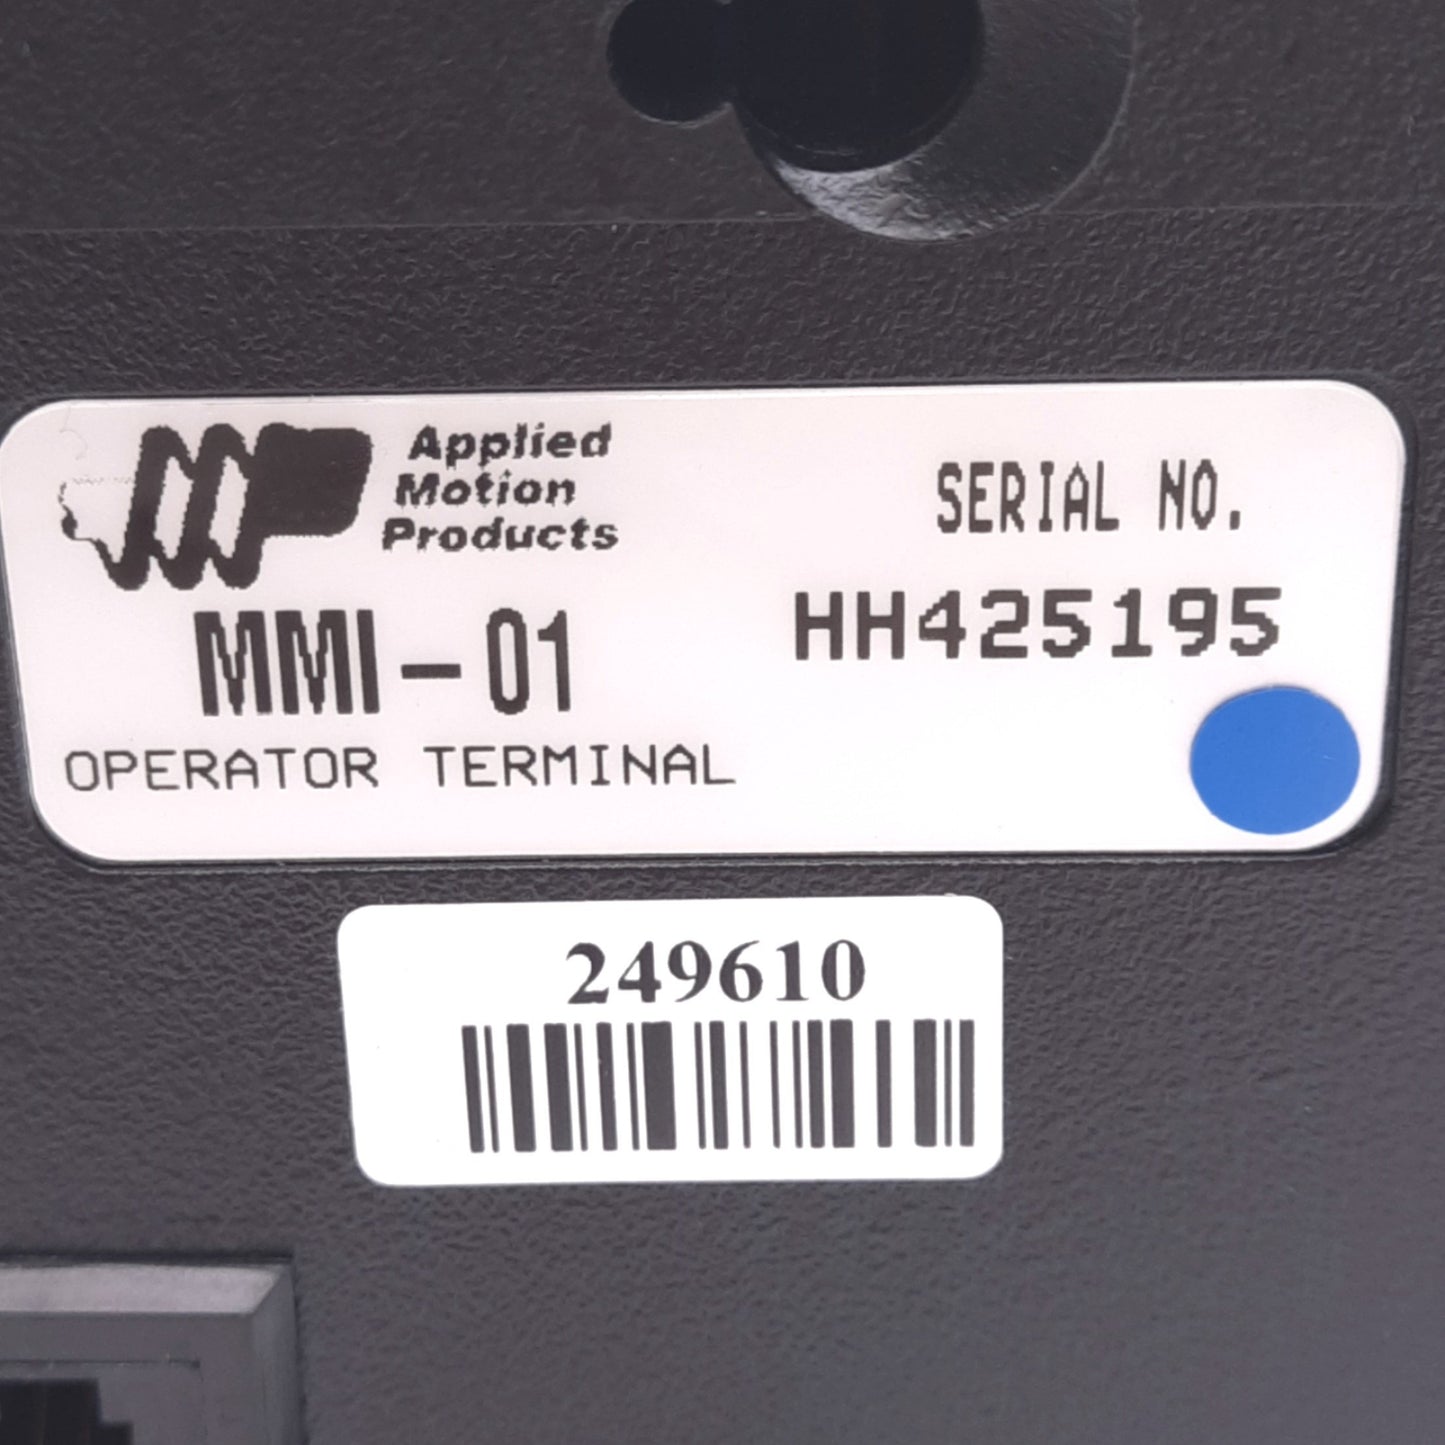 Applied
Motion
Products
MMI-01
OPERATOR TERMINAL
SERIAL NO.
HH425195
249610